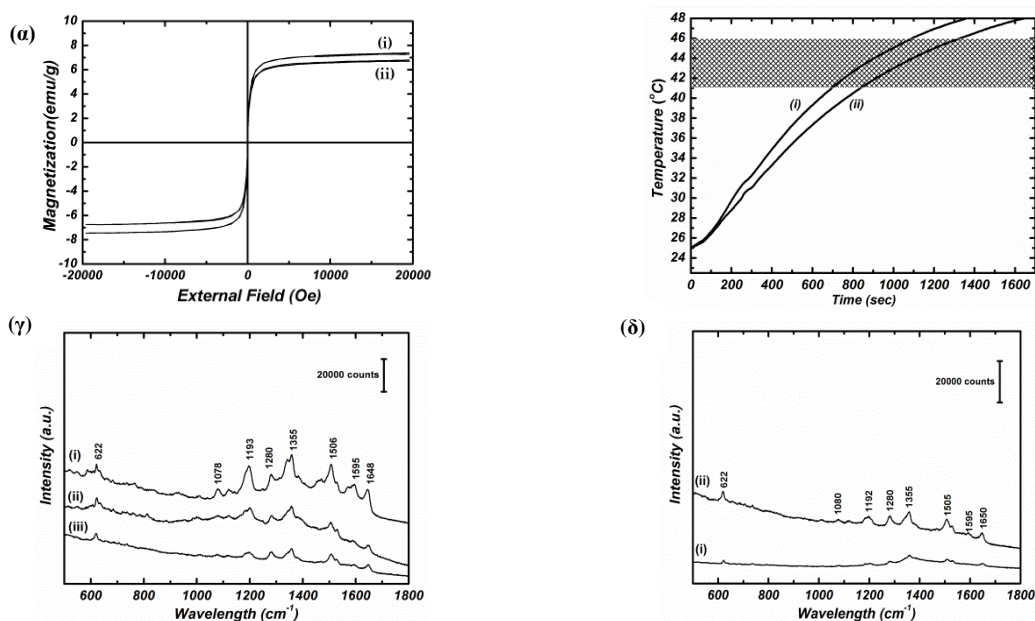 (α)
10
8
6
4
2
0
-2
-4
-6
-8
-10
Magnetization(emu/g)
(i)
(ii)
-20000 -10000 0 10000 20000
External Field (Oe)
48
46
44
42
40
38
36
34
32
30
28
26
24
Temperature (°C)
(i)
(ii)
0 200 400 600 800 1000 1200 1400 1600
Time (sec)
(γ)
Intensity (a.u.)
20000 counts
(i)
(ii)
(iii)
622
1078
1193
1280
1355
1506
1595
1648
600 800 1000 1200 1400 1600 1800
Wavelength (cm⁻¹)
(δ)
Intensity (a.u.)
20000 counts
(ii)
(i)
622
1080
1192
1280
1355
1505
1595
1650
600 800 1000 1200 1400 1600 1800
Wavelength (cm⁻¹)